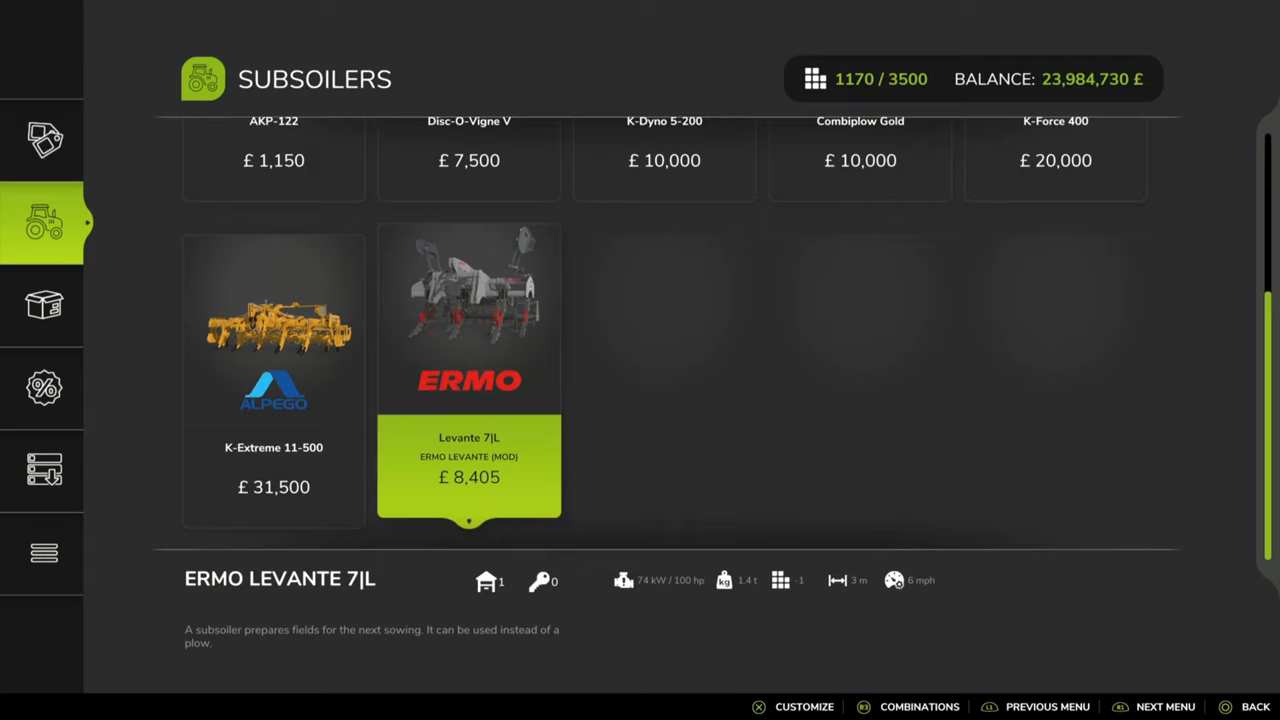 SUBSOILERS
1170 / 3500 BALANCE: 23,984,730 £
AKP-122 Disc-O-Vigne V K-Dyno 5-200 Combiplow Gold K-Force 400
£ 1,150 £ 7,500 £ 10,000 £ 10,000 £ 20,000
ALPEGO
K-Extreme 11-500
£ 31,500
ERMO
Levante 7|L
ERMO LEVANTE (MOD)
£ 8,405
ERMO LEVANTE 7|L
1 0 74 kW / 100 hp kg 1.4 t -1 3 m 6 mph
A subsoiler prepares fields for the next sowing. It can be used instead of a
plow.
CUSTOMIZE R3 COMBINATIONS L1 PREVIOUS MENU R1 NEXT MENU BACK